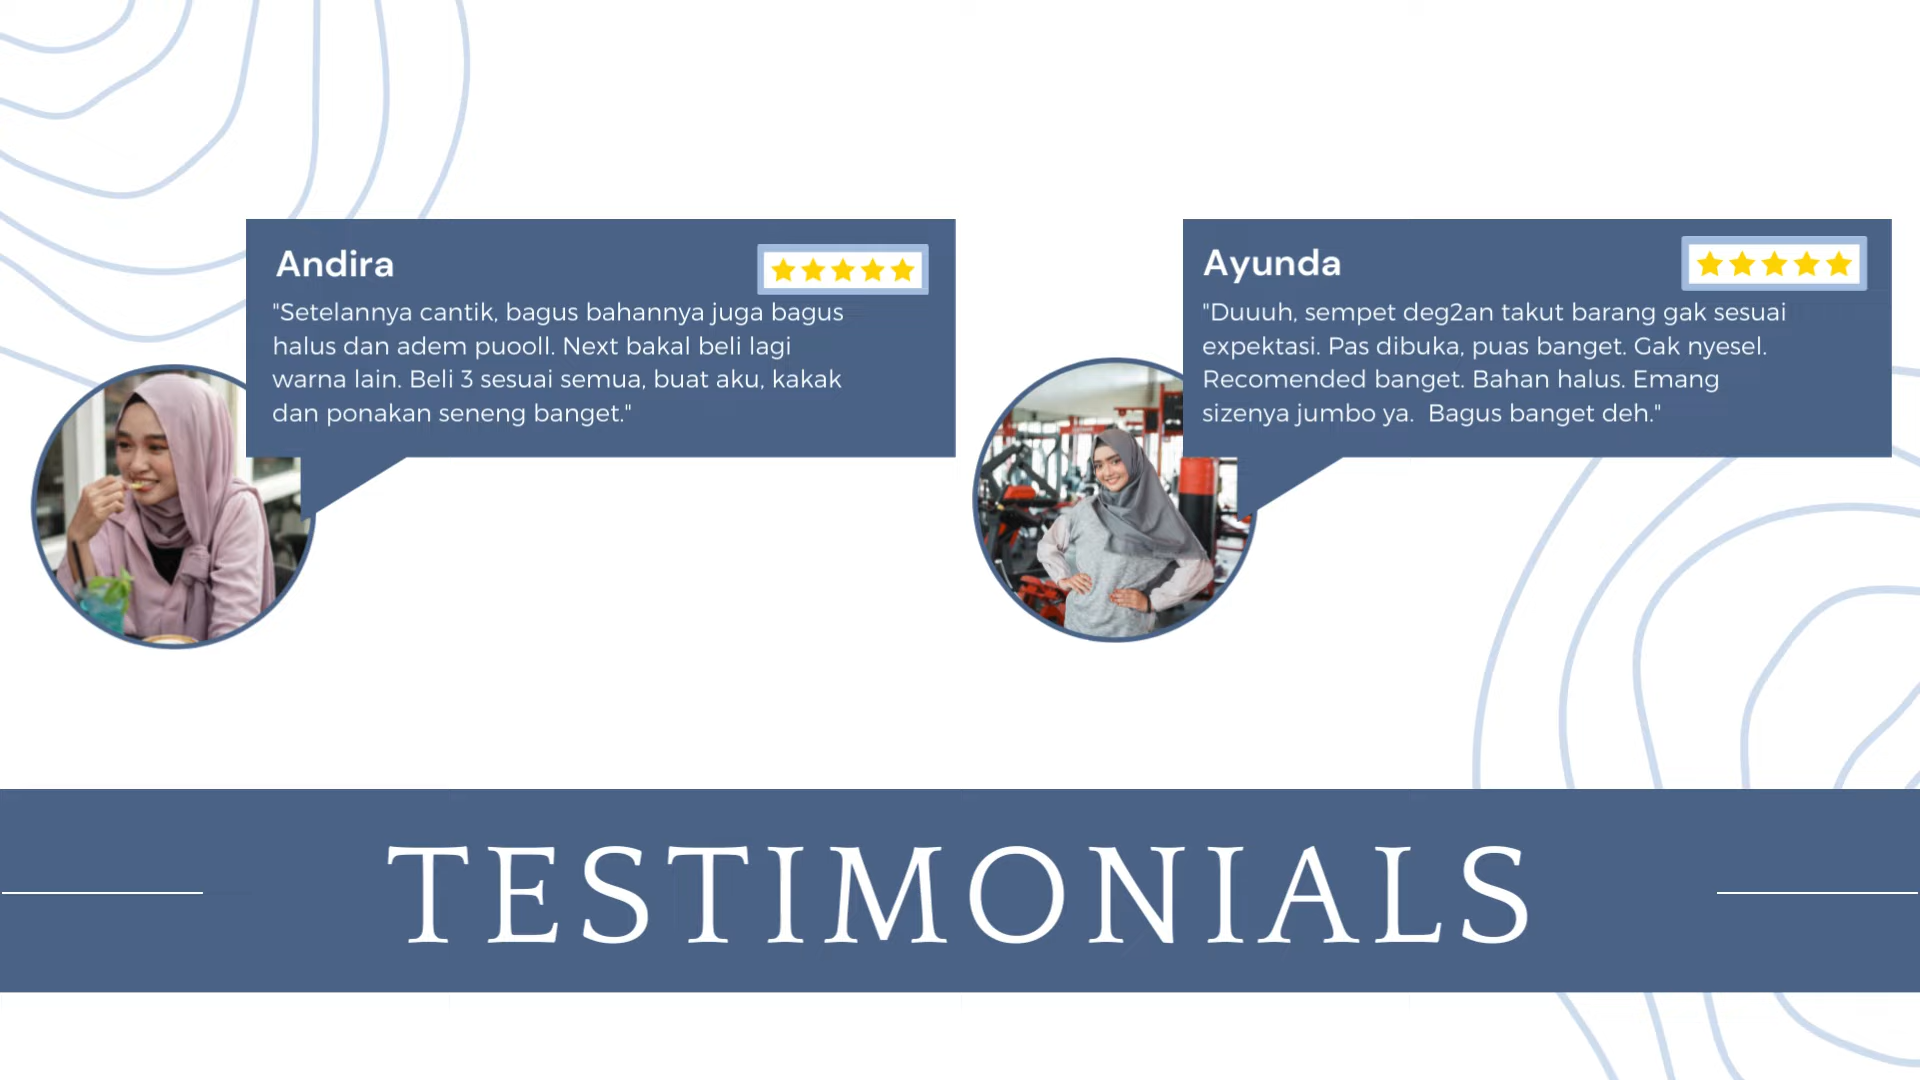 Andira
"Setelannya cantik, bagus bahannya juga bagus
halus dan adem puooll. Next bakal beli lagi
warna lain. Beli 3 sesuai semua, buat aku, kakak
dan ponakan seneng banget."
Ayunda
"Duuuh, sempet deg2an takut barang gak sesuai
expektasi. Pas dibuka, puas banget. Gak nyesel.
Recomended banget. Bahan halus. Emang
sizenya jumbo ya.  Bagus banget deh."
TESTIMONIALS